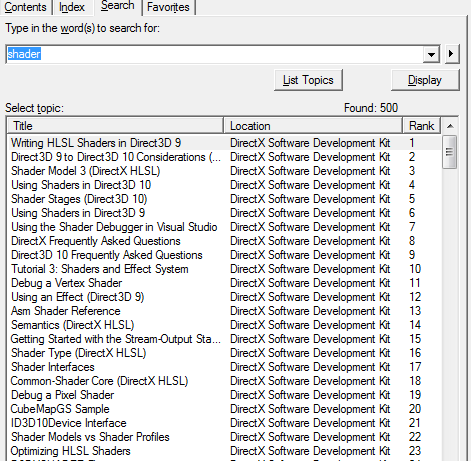 Contents Index Search Favorites
Type in the word(s) to search for:
shader
List Topics Display
Select topic: Found: 500
Title Location Rank
Writing HLSL Shaders in Direct3D 9 DirectX Software Development Kit 1
Direct3D 9 to Direct3D 10 Considerations (... DirectX Software Development Kit 2
Shader Model 3 (DirectX HLSL) DirectX Software Development Kit 3
Using Shaders in Direct3D 10 DirectX Software Development Kit 4
Shader Stages (Direct3D 10) DirectX Software Development Kit 5
Using Shaders in Direct3D 9 DirectX Software Development Kit 6
Using the Shader Debugger in Visual Studio DirectX Software Development Kit 7
DirectX Frequently Asked Questions DirectX Software Development Kit 8
Direct3D 10 Frequently Asked Questions DirectX Software Development Kit 9
Tutorial 3: Shaders and Effect System DirectX Software Development Kit 10
Debug a Vertex Shader DirectX Software Development Kit 11
Using an Effect (Direct3D 9) DirectX Software Development Kit 12
Asm Shader Reference DirectX Software Development Kit 13
Semantics (DirectX HLSL) DirectX Software Development Kit 14
Getting Started with the Stream-Output Sta... DirectX Software Development Kit 15
Shader Type (DirectX HLSL) DirectX Software Development Kit 16
Shader Interfaces DirectX Software Development Kit 17
Common-Shader Core (DirectX HLSL) DirectX Software Development Kit 18
Debug a Pixel Shader DirectX Software Development Kit 19
CubeMapGS Sample DirectX Software Development Kit 20
ID3D10Device Interface DirectX Software Development Kit 21
Shader Models vs Shader Profiles DirectX Software Development Kit 22
Optimizing HLSL Shaders DirectX Software Development Kit 23